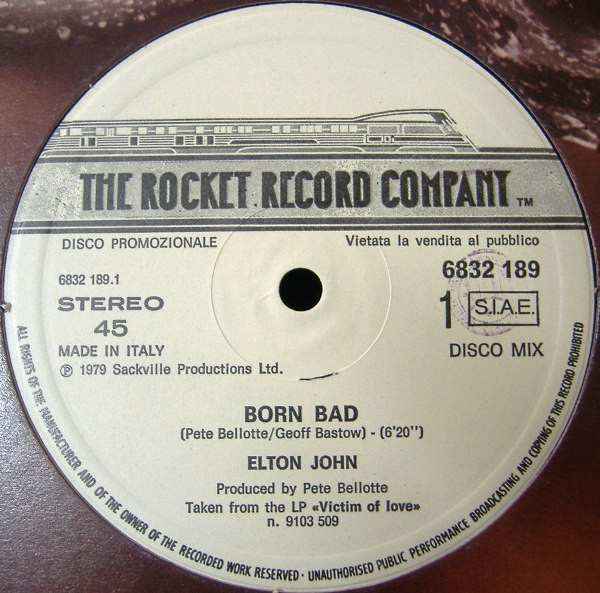 THE ROCKET RECORD COMPANY TM
DISCO PROMOZIONALE
Vietata la vendita al pubblico
6832 189.1
6832 189
STEREO
1
S.I.A.E.
45
MADE IN ITALY
DISCO MIX
℗ 1979 Sackville Productions Ltd.
BORN BAD
(Pete Bellotte/Geoff Bastow) - (6'20'')
ELTON JOHN
Produced by Pete Bellotte
Taken from the LP «Victim of love»
n. 9103 509
ALL RIGHTS OF THE MANUFACTURER AND OF THE OWNER OF THE RECORDED WORK RESERVED · UNAUTHORISED PUBLIC PERFORMANCE BROADCASTING AND COPYING OF THIS RECORD PROHIBITED